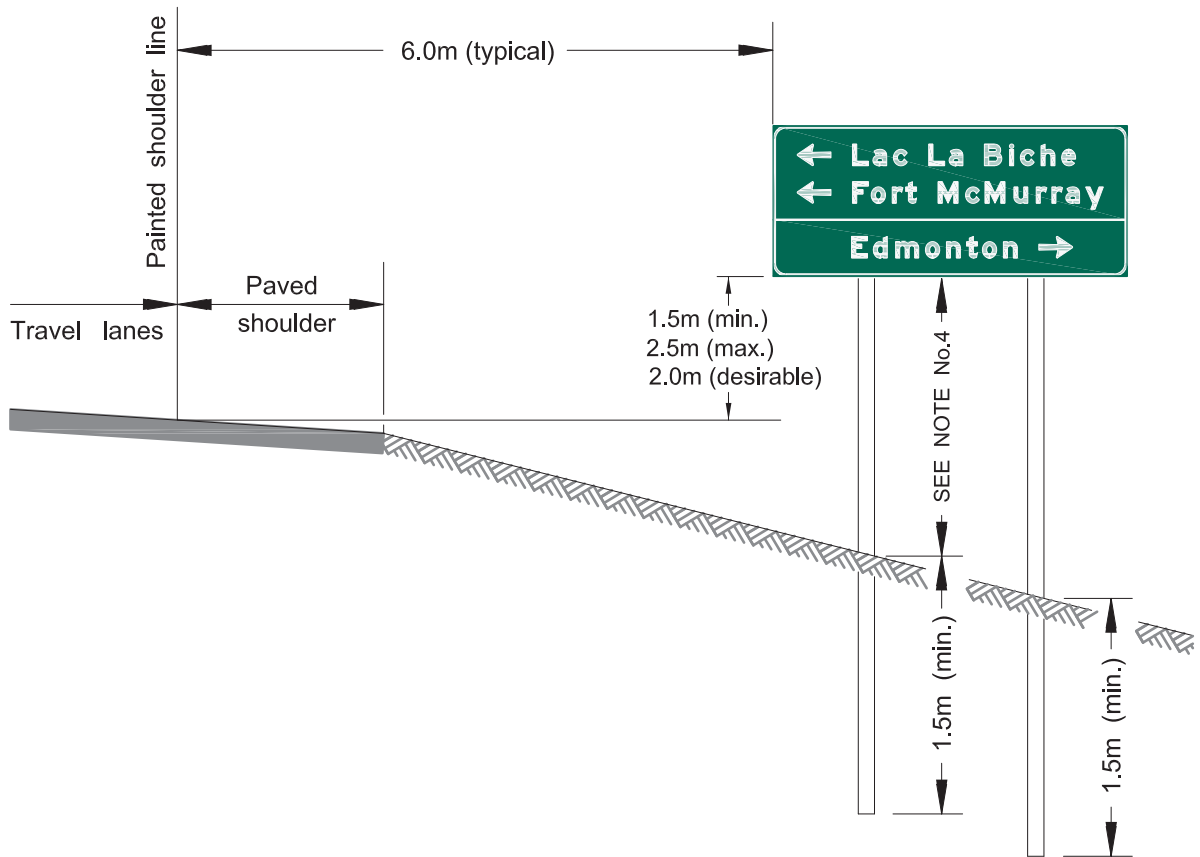 Painted shoulder line
6.0m (typical)
← Lac La Biche
← Fort McMurray
Edmonton →
Paved
shoulder
Travel lanes
1.5m (min.)
2.5m (max.)
2.0m (desirable)
SEE NOTE No.4
1.5m (min.)
1.5m (min.)